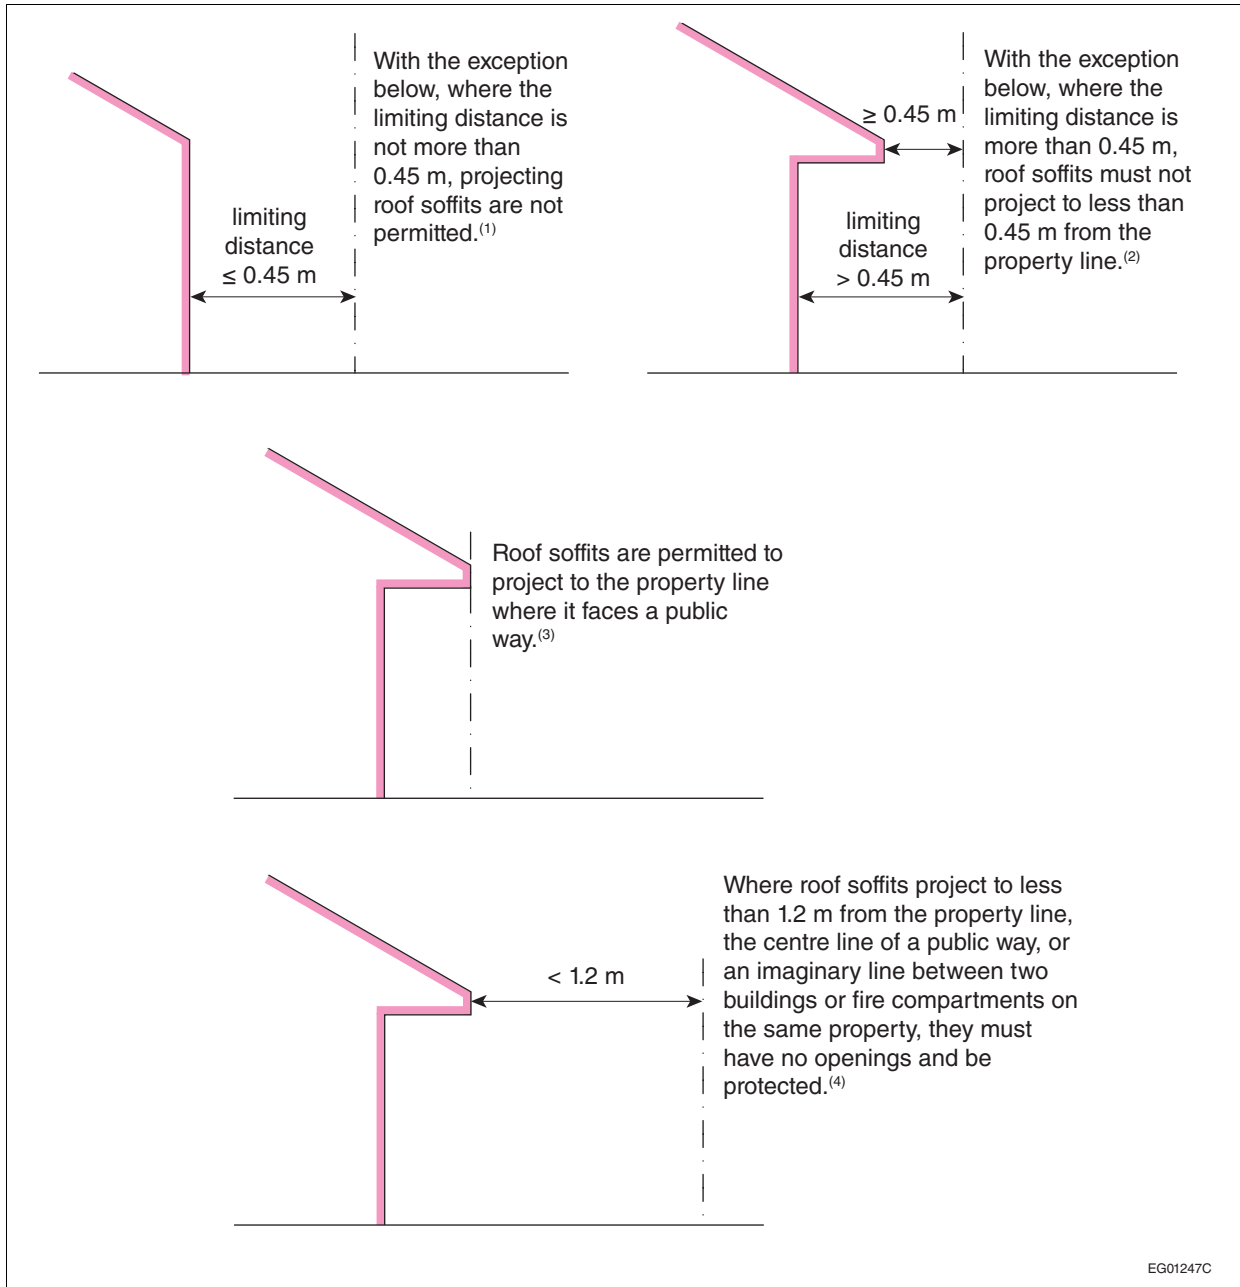 With the exception
below, where the
limiting distance is
not more than
0.45 m, projecting
roof soffits are not
permitted.(1)
limiting
distance
≤ 0.45 m
≥ 0.45 m
With the exception
below, where the
limiting distance is
more than 0.45 m,
roof soffits must not
project to less than
0.45 m from the
property line.(2)
limiting
distance
> 0.45 m
Roof soffits are permitted to
project to the property line
where it faces a public
way.(3)
< 1.2 m
Where roof soffits project to less
than 1.2 m from the property line,
the centre line of a public way, or
an imaginary line between two
buildings or fire compartments on
the same property, they must
have no openings and be
protected.(4)
EG01247C